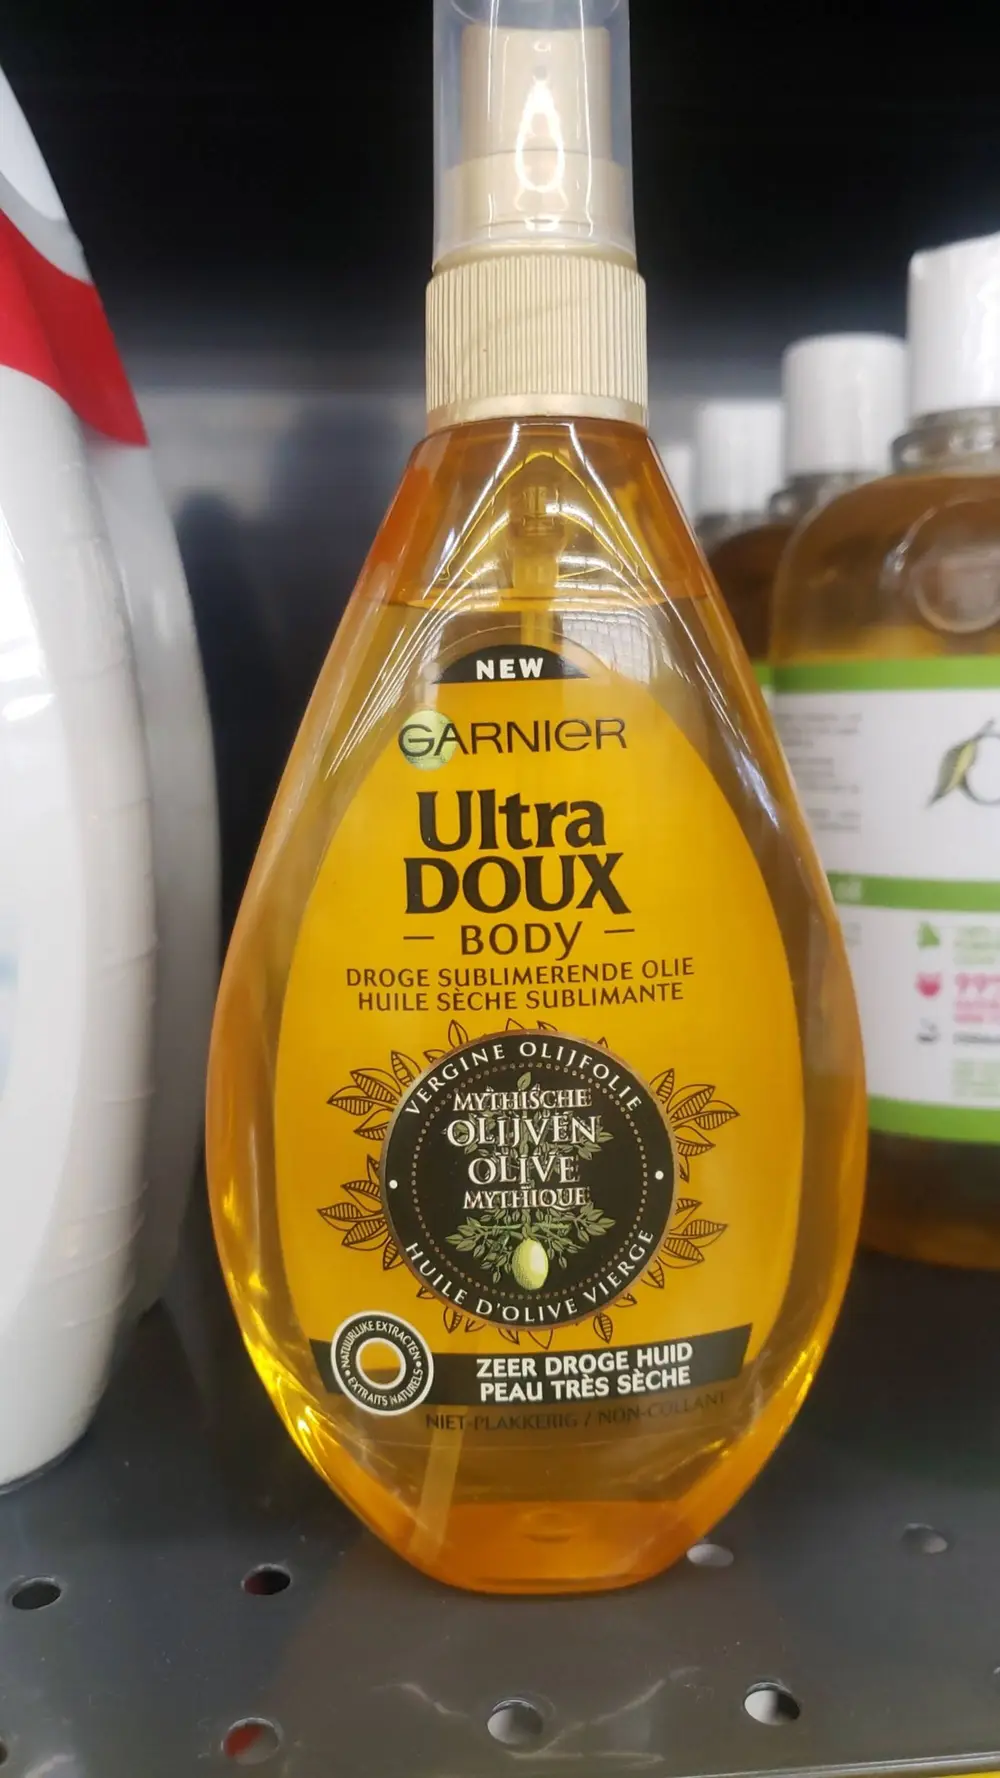 NEW
GARNIER
Ultra
DOUX
— BODY —
DROGE SUBLIMERENDE OLIE
HUILE SÈCHE SUBLIMANTE
VERGINE OLIJFOLIE
MYTHISCHE
OLIJVEN
OLIVE
MYTHIQUE
HUILE D'OLIVE VIERGE
NATUURLIJKE EXTRACTEN
EXTRAITS NATURELS
ZEER DROGE HUID
PEAU TRÈS SÈCHE
NIET-PLAKKERIG / NON-COLLANT